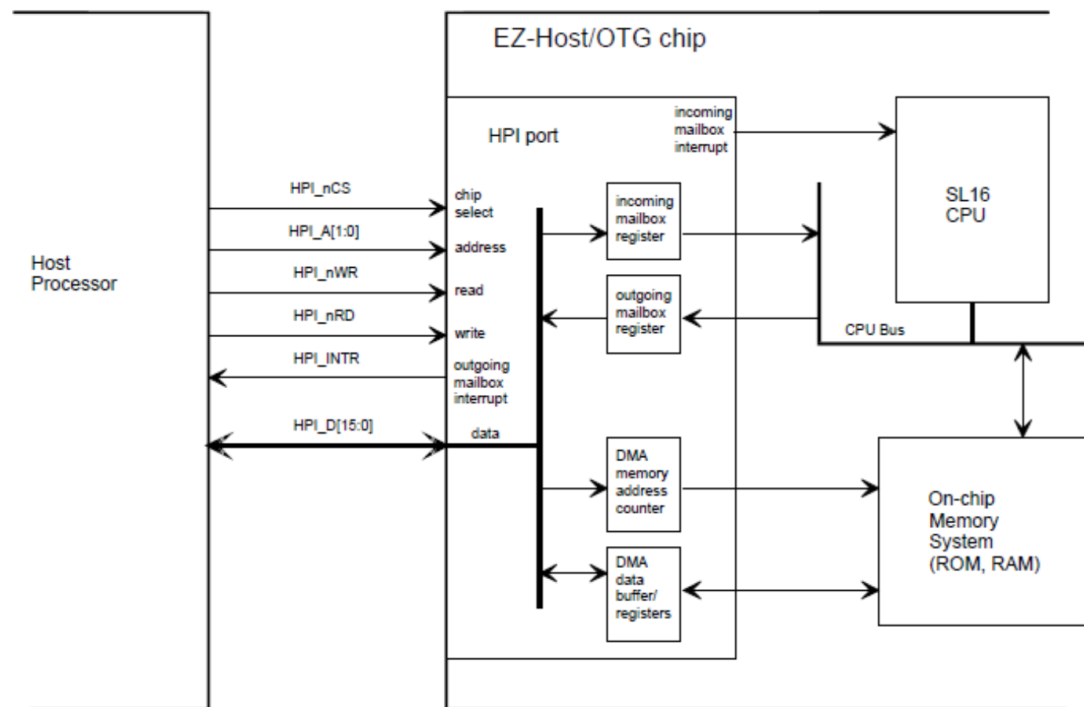 EZ-Host/OTG chip
HPI port
incoming
mailbox
interrupt
SL16
CPU
Host
Processor
HPI_nCS
chip
select
HPI_A[1:0]
address
HPI_nWR
read
HPI_nRD
write
HPI_INTR
outgoing
mailbox
interrupt
HPI_D[15:0]
data
incoming
mailbox
register
outgoing
mailbox
register
CPU Bus
DMA
memory
address
counter
DMA
data
buffer/
registers
On-chip
Memory
System
(ROM, RAM)